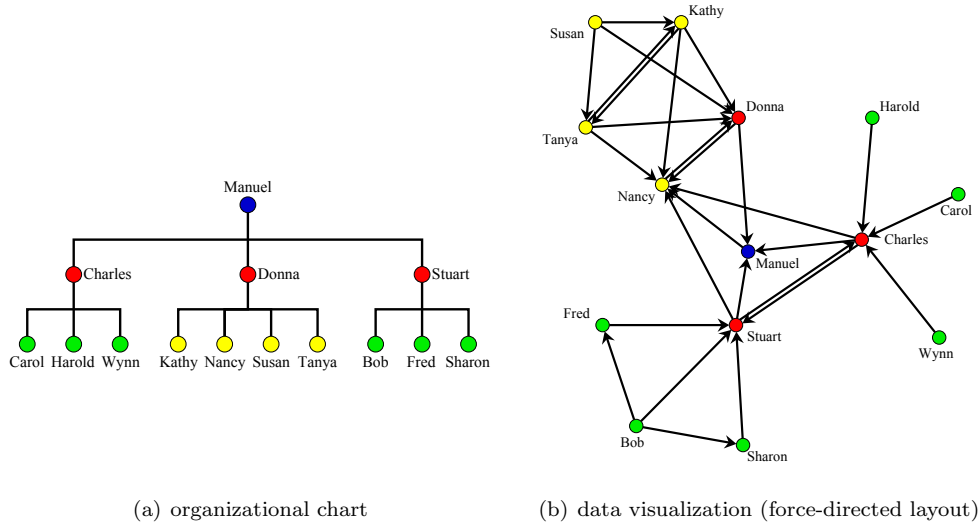 Manuel
Charles
Donna
Stuart
Carol Harold Wynn
Kathy Nancy Susan Tanya
Bob Fred Sharon
(a) organizational chart
Kathy
Susan
Donna
Harold
Tanya
Nancy
Carol
Charles
Manuel
Fred
Stuart
Wynn
Bob
Sharon
(b) data visualization (force-directed layout)